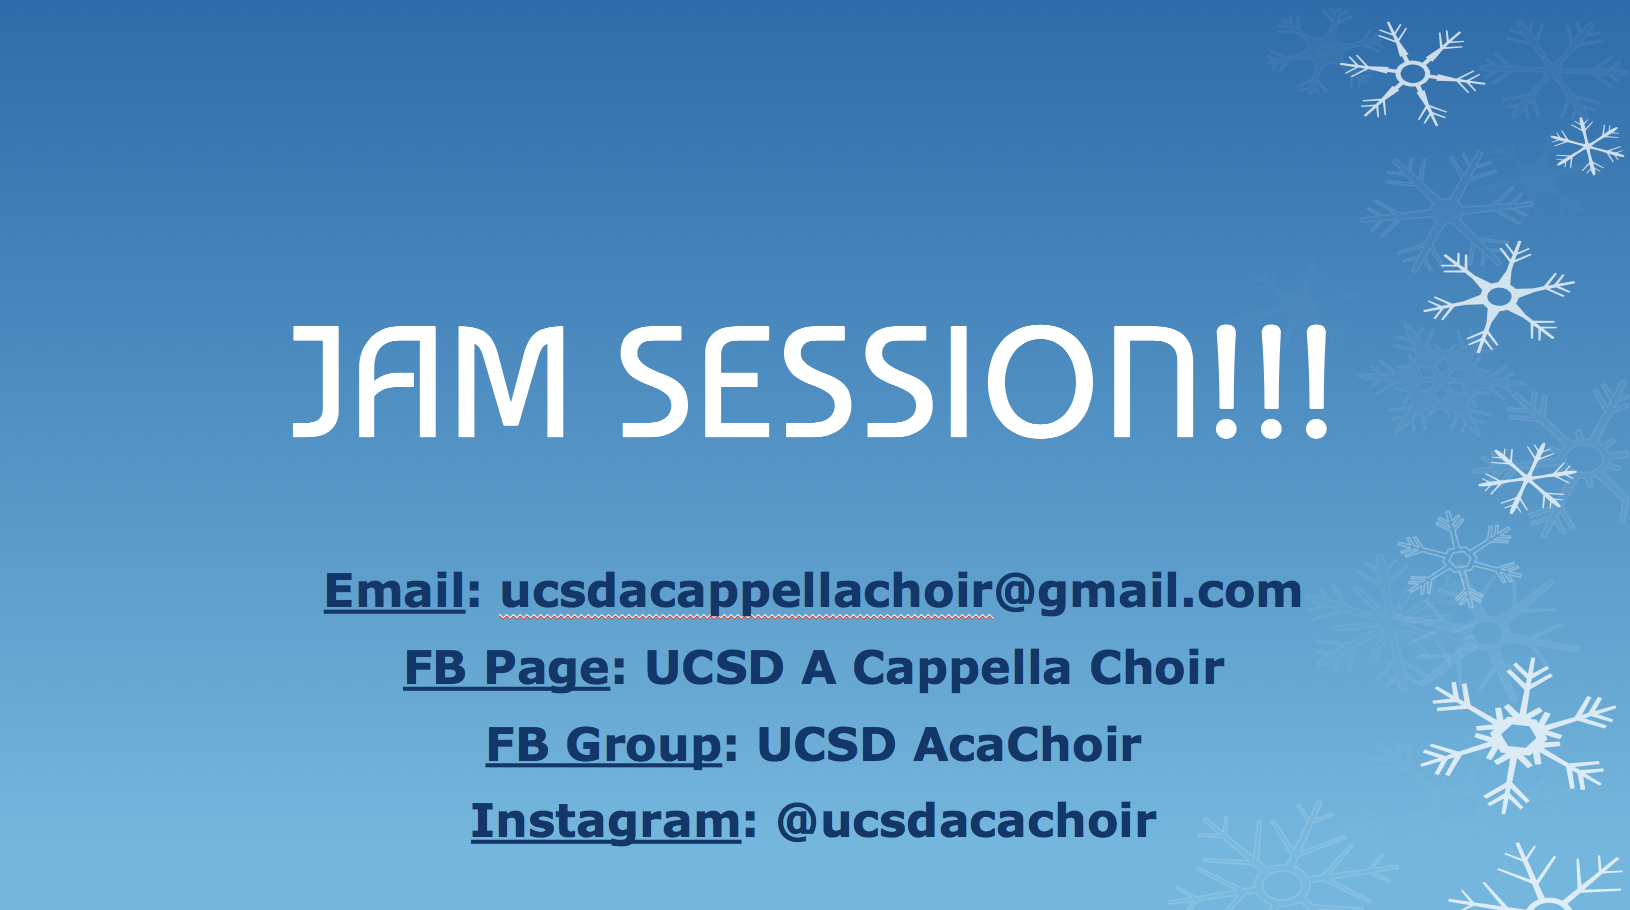 JAM SESSION!!!
Email: ucsdacappellachoir@gmail.com
FB Page: UCSD A Cappella Choir
FB Group: UCSD AcaChoir
Instagram: @ucsdacachoir